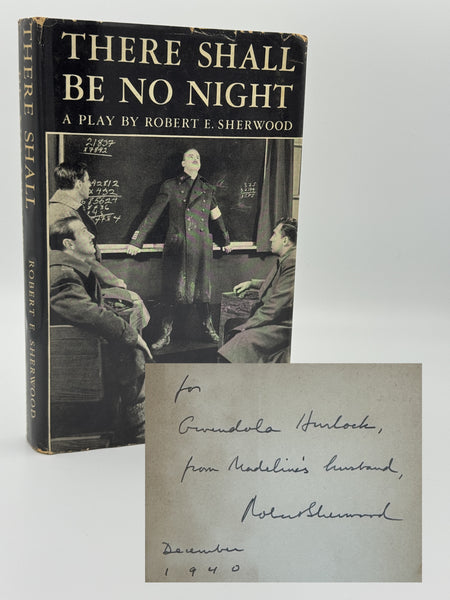 THERE SHALL
ROBERT E. SHERWOOD
THERE SHALL
BE NO NIGHT
A PLAY BY ROBERT E. SHERWOOD
21837
for
Gwendola Hurlock,
from Madeline's husband,
Robert Sherwood
December
1940